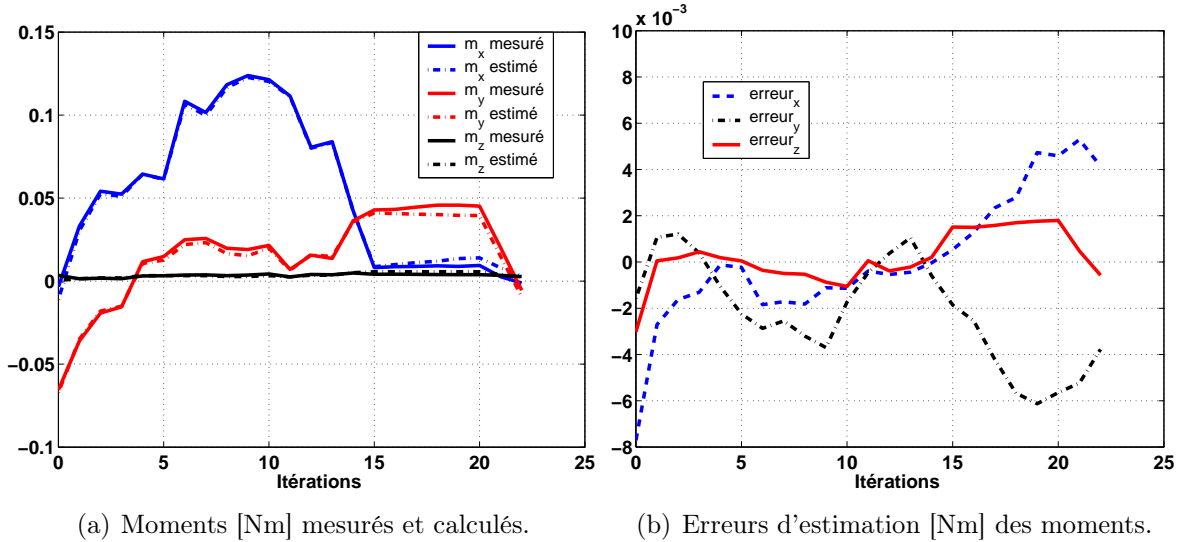 0.15
0.1
0.05
0
−0.05
−0.1
0
5
10
15
20
25
Itérations
m_x mesuré
m_x estimé
m_y mesuré
m_y estimé
m_z mesuré
m_z estimé
(a) Moments [Nm] mesurés et calculés.
x 10⁻³
10
8
6
4
2
0
−2
−4
−6
−8
0
5
10
15
20
25
Itérations
erreur_x
erreur_y
erreur_z
(b) Erreurs d'estimation [Nm] des moments.